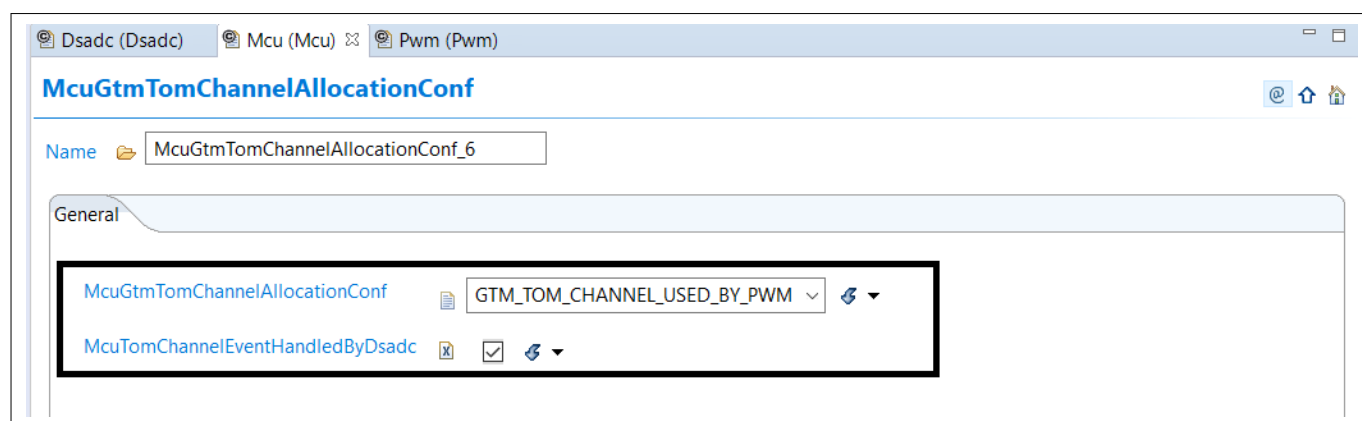 Dsadc (Dsadc) Mcu (Mcu) Pwm (Pwm)
McuGtmTomChannelAllocationConf
Name McuGtmTomChannelAllocationConf_6
General
McuGtmTomChannelAllocationConf GTM_TOM_CHANNEL_USED_BY_PWM
McuTomChannelEventHandledByDsadc